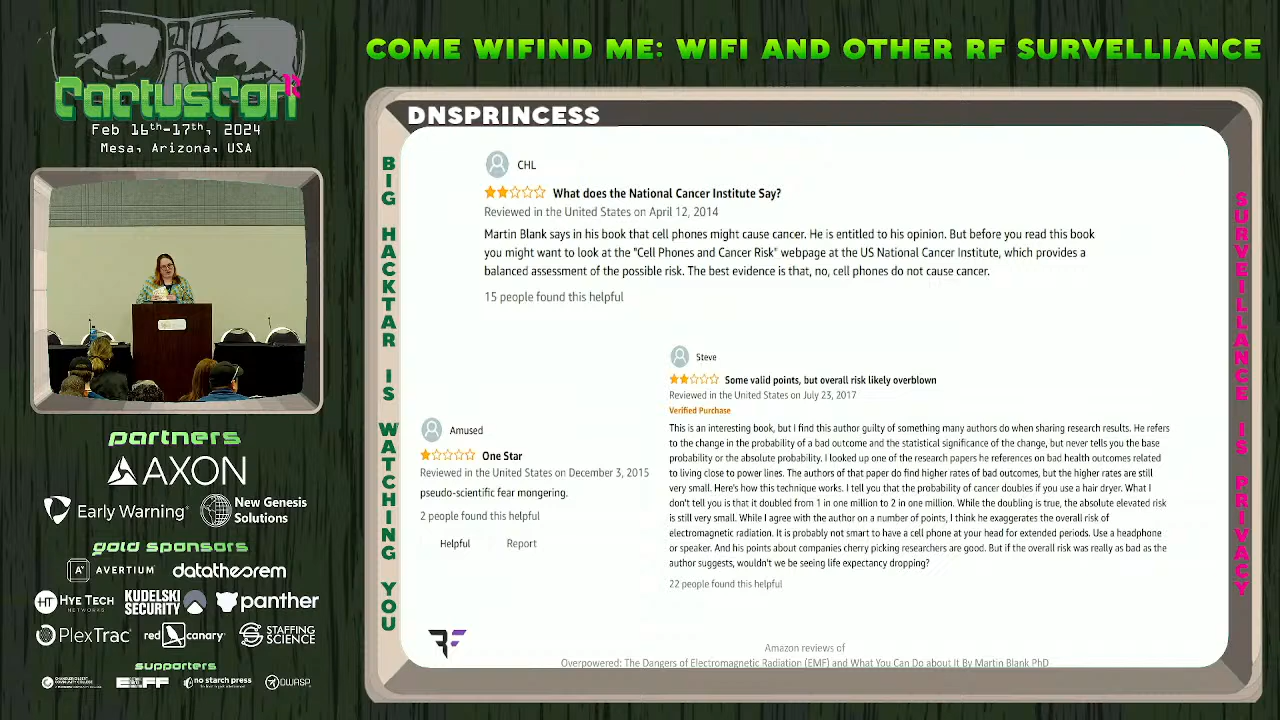 CactusCon
Feb 16th-17th, 2024
Mesa, Arizona, USA
COME WIFIND ME: WIFI AND OTHER RF SURVELLIANCE
DNSPRINCESS
BIG HACKTAR IS WATCHING YOU
CHL
What does the National Cancer Institute Say?
Reviewed in the United States on April 12, 2014
Martin Blank says in his book that cell phones might cause cancer. He is entitled to his opinion. But before you read this book
you might want to look at the "Cell Phones and Cancer Risk" webpage at the US National Cancer Institute, which provides a
balanced assessment of the possible risk. The best evidence is that, no, cell phones do not cause cancer.
15 people found this helpful
Amused
One Star
Reviewed in the United States on December 3, 2015
pseudo-scientific fear mongering.
2 people found this helpful
Helpful
Report
Steve
Some valid points, but overall risk likely overblown
Reviewed in the United States on July 23, 2017
Verified Purchase
This is an interesting book, but I find this author guilty of something many authors do when sharing research results. He refers
to the change in the probability of a bad outcome and the statistical significance of the change, but never tells you the base
probability or the absolute probability. I looked up one of the research papers he references on bad health outcomes related
to living close to power lines. The authors of that paper do find higher rates of bad outcomes, but the higher rates are still
very small. Here's how this technique works. I tell you that the probability of cancer doubles if you use a hair dryer. What I
don't tell you is that it doubled from 1 in one million to 2 in one million. While the doubling is true, the absolute elevated risk
is still very small. While I agree with the author on a number of points, I think he exaggerates the overall risk of
electromagnetic radiation. It is probably not smart to have a cell phone at your head for extended periods. Use a headphone
or speaker. And his points about companies cherry picking researchers are good. But if the overall risk was really as bad as the
author suggests, wouldn't we be seeing life expectancy dropping?
22 people found this helpful
RF
Amazon reviews of
Overpowered: The Dangers of Electromagnetic Radiation (EMF) and What You Can Do about It By Martin Blank PhD
SURVEILLANCE IS PRIVACY
partners
AXON
Early Warning
New Genesis
Solutions
gold sponsors
AVERTIUM
datatheorem
HT HYE TECH
NETWORKS
KUDELSKI
SECURITY
panther
PlexTrac
red canary
STAFFING
SCIENCE
supporters
EFF
no starch press
OWASP